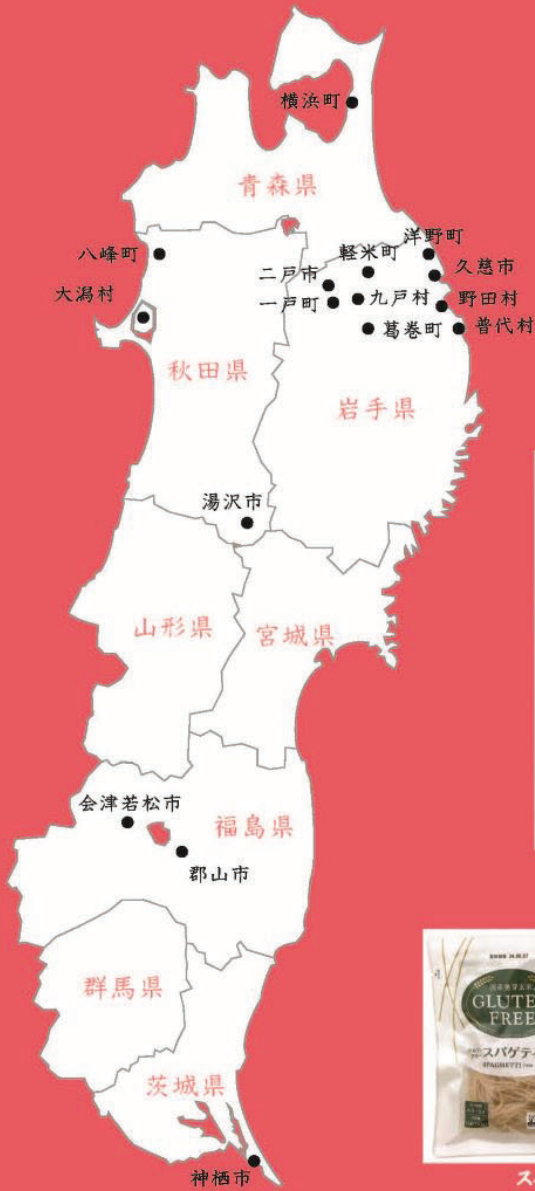 横浜町
青森県
八峰町
洋野町
軽米町
久慈市
二戸市
大潟村
一戸町
九戸村
野田村
葛巻町
普代村
秋田県
岩手県
湯沢市
山形県
宮城県
会津若松市
福島県
郡山市
群馬県
茨城県
神栖市
GLUTE
FREE
スパゲティ
SPAGHETTI
ス